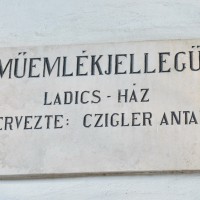 MŰEMLÉKJELLEGŰ
LADICS - HÁZ
ERVEZTE: CZIGLER ANTA